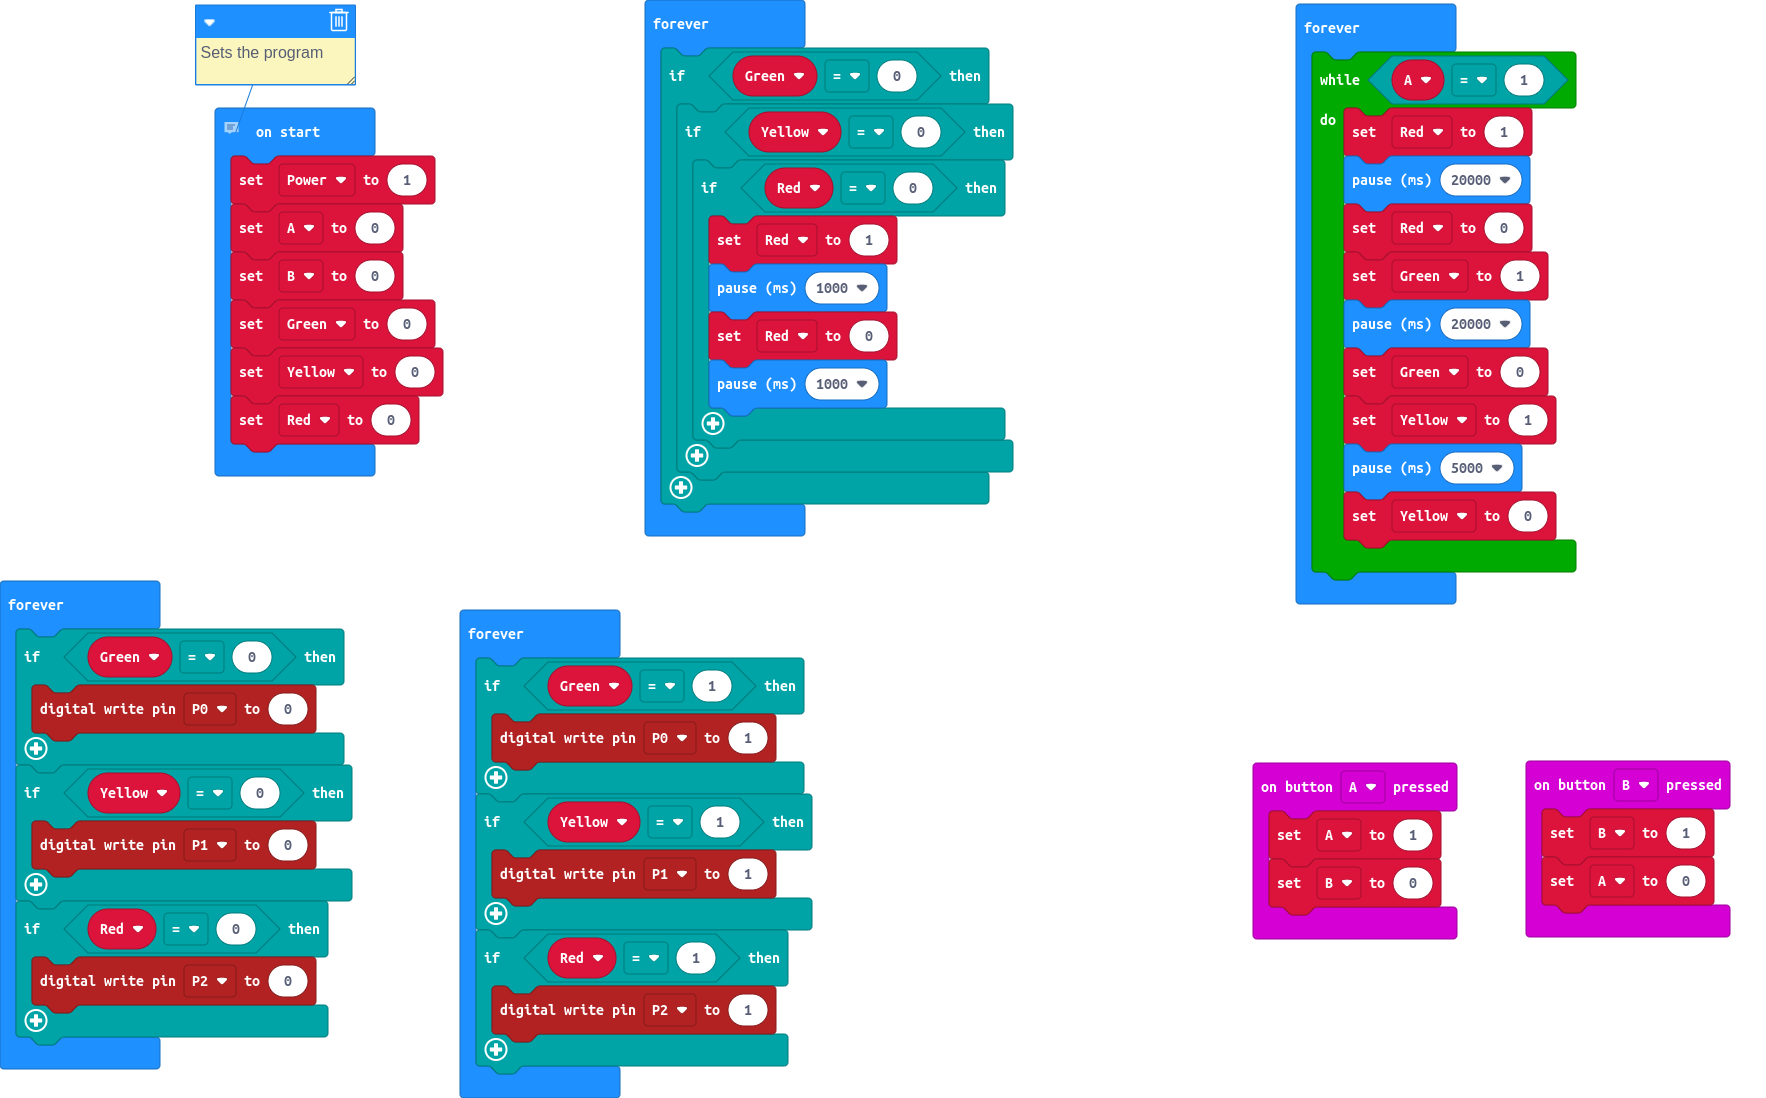 Sets the program
on start
set Power to 1
set A to 0
set B to 0
set Green to 0
set Yellow to 0
set Red to 0
forever
if Green = 0 then
if Yellow = 0 then
if Red = 0 then
set Red to 1
pause (ms) 1000
set Red to 0
pause (ms) 1000
forever
while A = 1
do
set Red to 1
pause (ms) 20000
set Red to 0
set Green to 1
pause (ms) 20000
set Green to 0
set Yellow to 1
pause (ms) 5000
set Yellow to 0
forever
if Green = 0 then
digital write pin P0 to 0
if Yellow = 0 then
digital write pin P1 to 0
if Red = 0 then
digital write pin P2 to 0
forever
if Green = 1 then
digital write pin P0 to 1
if Yellow = 1 then
digital write pin P1 to 1
if Red = 1 then
digital write pin P2 to 1
on button A pressed
set A to 1
set B to 0
on button B pressed
set B to 1
set A to 0